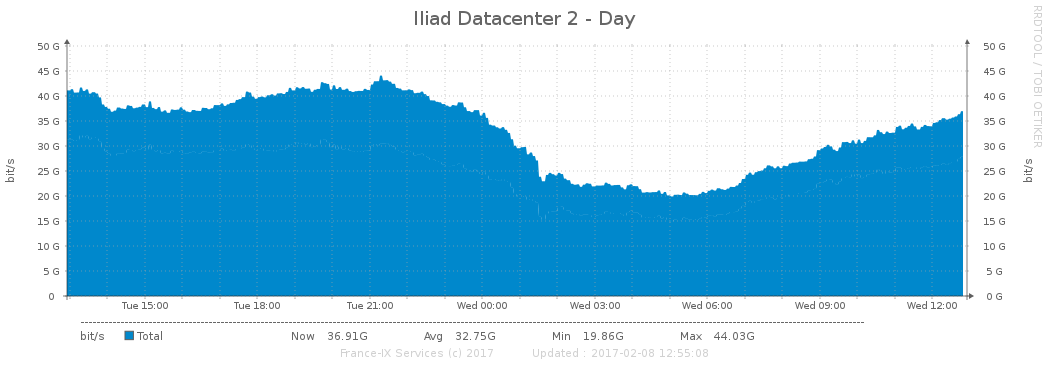 Iliad Datacenter 2 - Day
RRDTOOL / TOBI OETIKER
bit/s
50 G
45 G
40 G
35 G
30 G
25 G
20 G
15 G
10 G
5 G
0
50 G
45 G
40 G
35 G
30 G
25 G
20 G
15 G
10 G
5 G
0 G
bit/s
Tue 15:00 Tue 18:00 Tue 21:00 Wed 00:00 Wed 03:00 Wed 06:00 Wed 09:00 Wed 12:00
bit/s Total Now 36.91G Avg 32.75G Min 19.86G Max 44.03G
France-IX Services (c) 2017 Updated : 2017-02-08 12:55:08